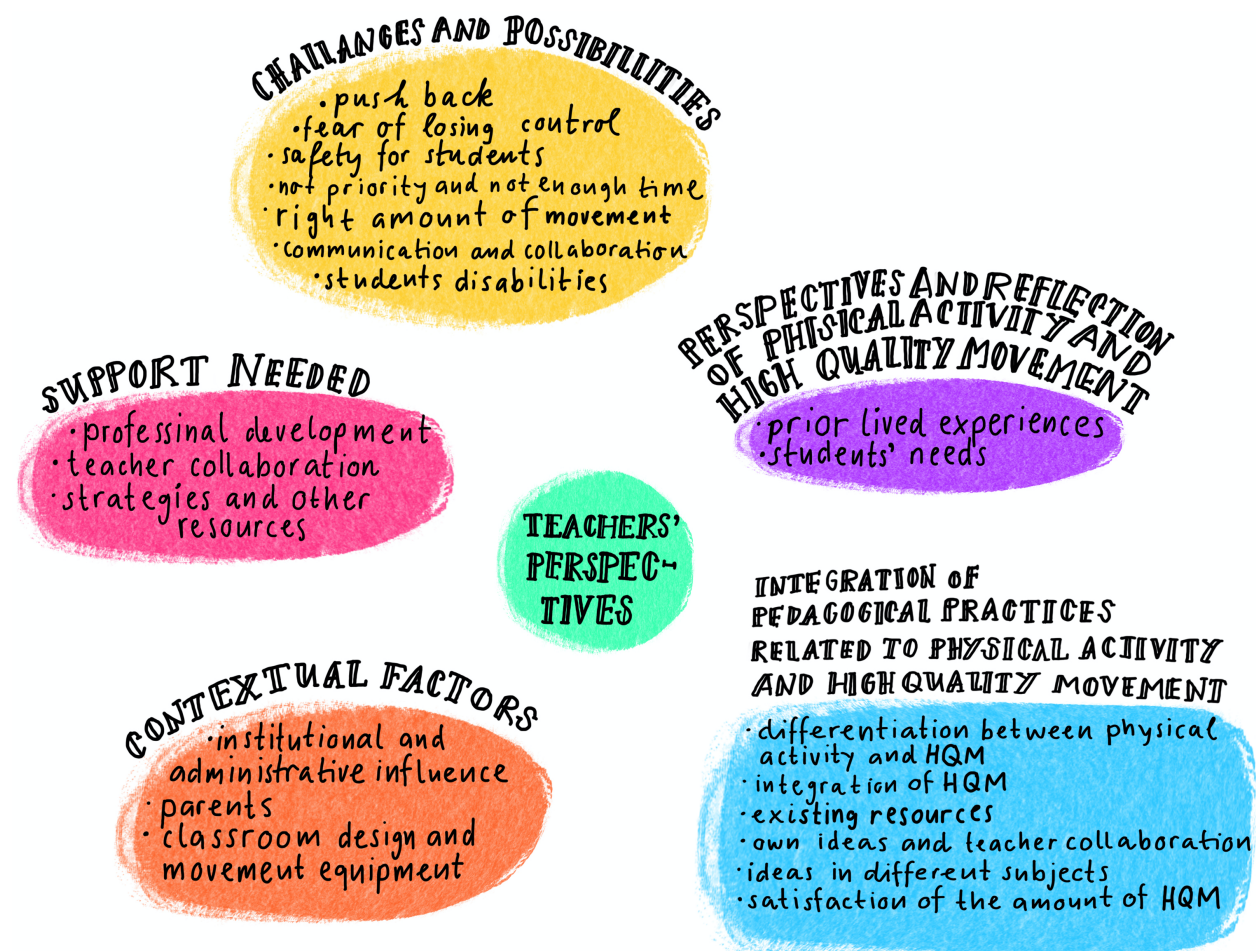 CHALLANGES AND POSSIBILLITIES
• push back
• fear of losing control
• safety for students
• not priority and not enough time
• right amount of movement
• communication and collaboration
• students disabilities
PERSPECTIVES AND REFLECTION
OF PHISICAL ACTIVITY AND
HIGH QUALITY MOVEMENT
• prior lived experiences
• students' needs
SUPPORT NEEDED
• professinal development
• teacher collaboration
• strategies and other
resources
TEACHERS'
PERSPEC-
TIVES
INTEGRATION OF
PEDAGOGICAL PRACTICES
RELATED TO PHYSICAL ACTIVITY
AND HIGH QUALITY MOVEMENT
• differentiation between physical
activity and HQM
• integration of HQM
• existing resources
• own ideas and teacher collaboration
• ideas in different subjects
• satisfaction of the amount of HQM
CONTEXTUAL FACTORS
• institutional and
administrative influence
• parents
• classroom design and
movement equipment